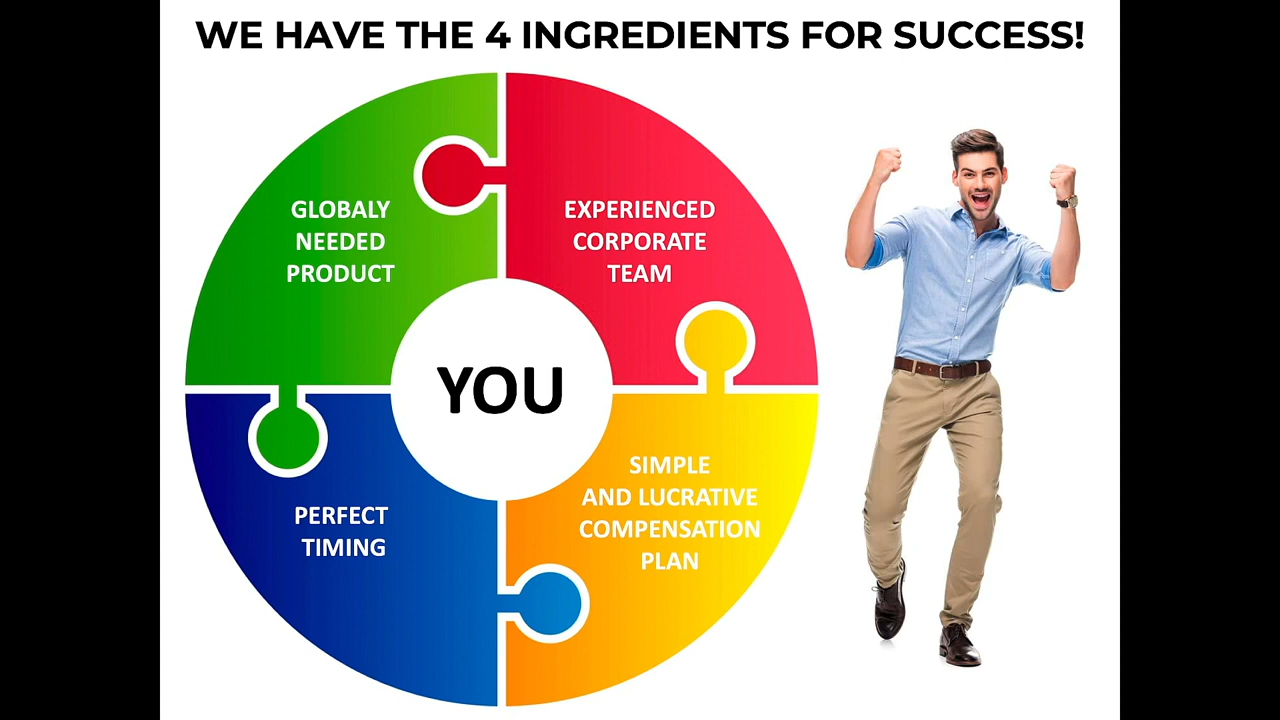 WE HAVE THE 4 INGREDIENTS FOR SUCCESS!
GLOBALY
NEEDED
PRODUCT
EXPERIENCED
CORPORATE
TEAM
YOU
PERFECT
TIMING
SIMPLE
AND LUCRATIVE
COMPENSATION
PLAN